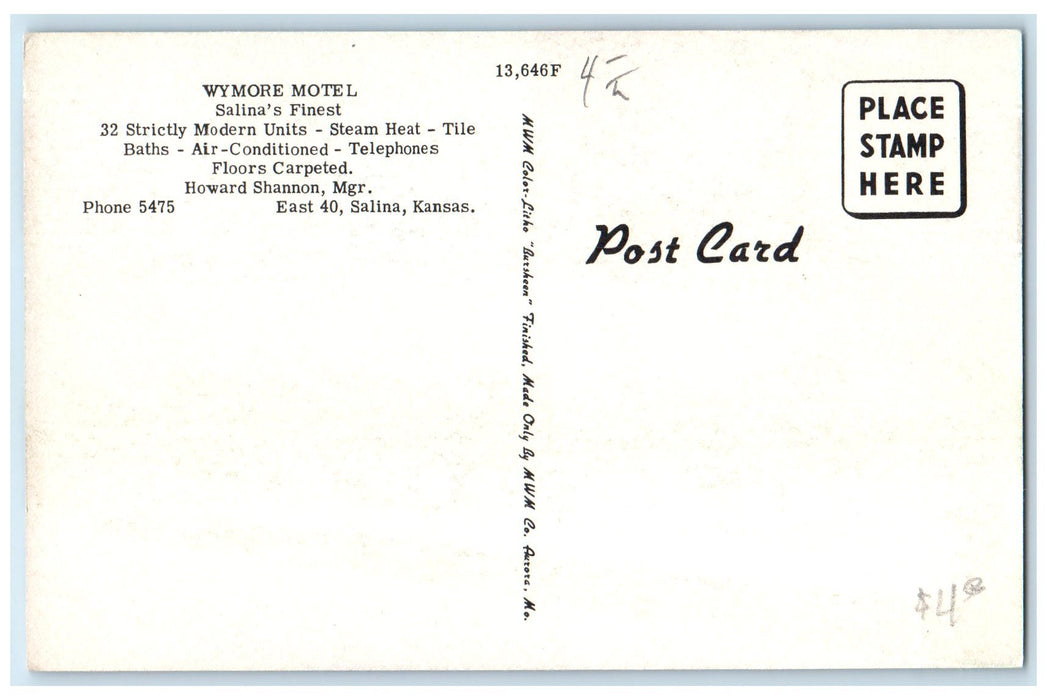 WYMORE MOTEL
Salina's Finest
32 Strictly Modern Units - Steam Heat - Tile
Baths - Air-Conditioned - Telephones
Floors Carpeted.
Howard Shannon, Mgr.
Phone 5475 East 40, Salina, Kansas.
13,646F
MWM Color-Litho "Aursheen" Finished, Made Only By MWM Co. Aurora, Mo.
PLACE
STAMP
HERE
Post Card
$4